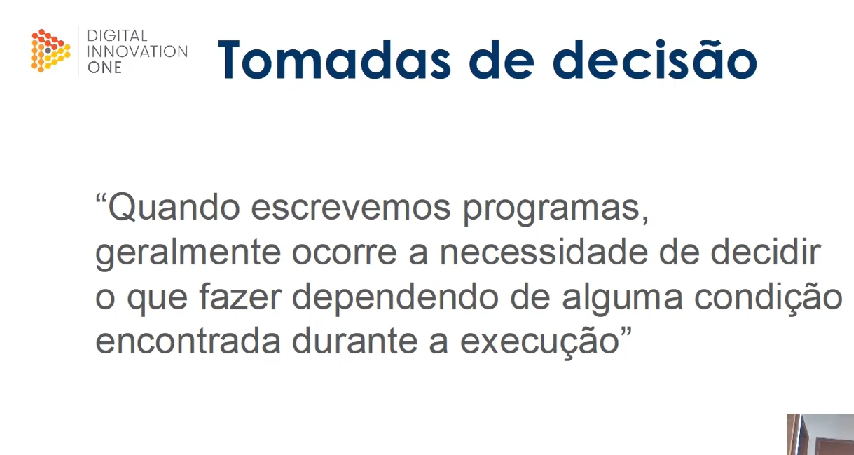 DIGITAL
INNOVATION
ONE
Tomadas de decisão
“Quando escrevemos programas,
geralmente ocorre a necessidade de decidir
o que fazer dependendo de alguma condição
encontrada durante a execução”